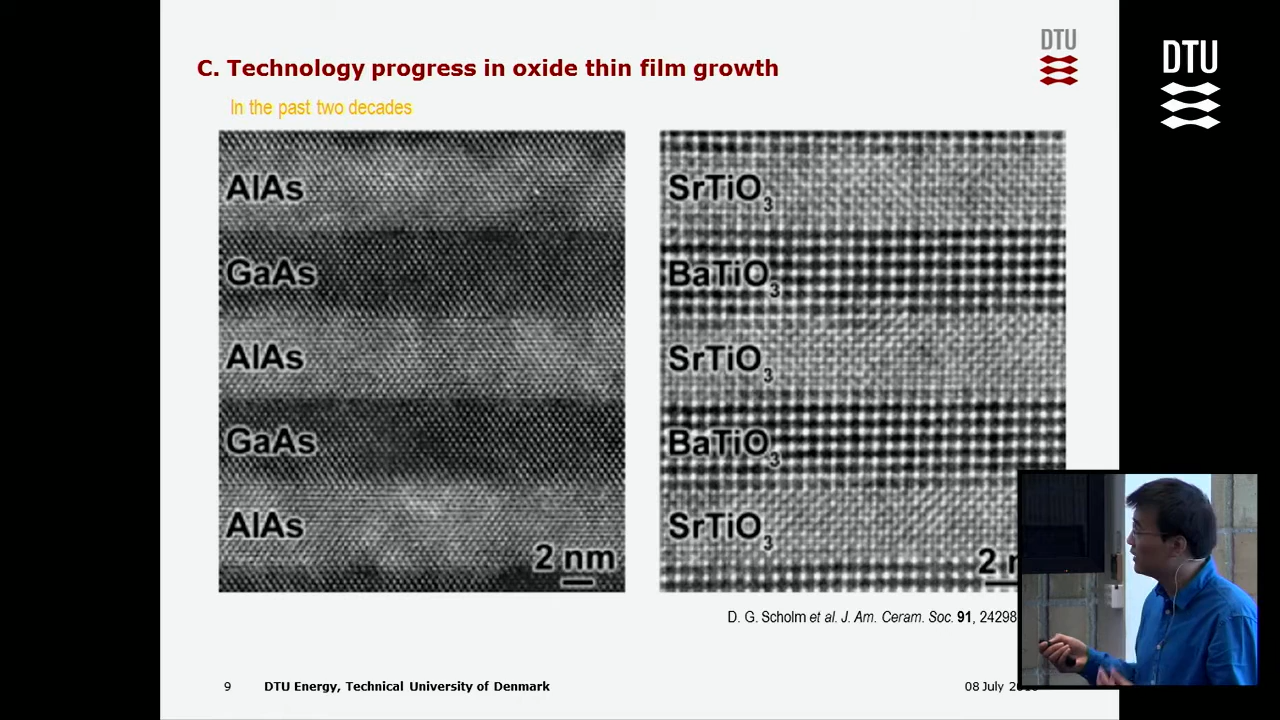 C. Technology progress in oxide thin film growth
DTU
DTU
In the past two decades
AlAs
GaAs
AlAs
GaAs
AlAs
2 nm
SrTiO3
BaTiO3
SrTiO3
BaTiO3
SrTiO3
2
D. G. Scholm et al. J. Am. Ceram. Soc. 91, 24298
9 DTU Energy, Technical University of Denmark
08 July